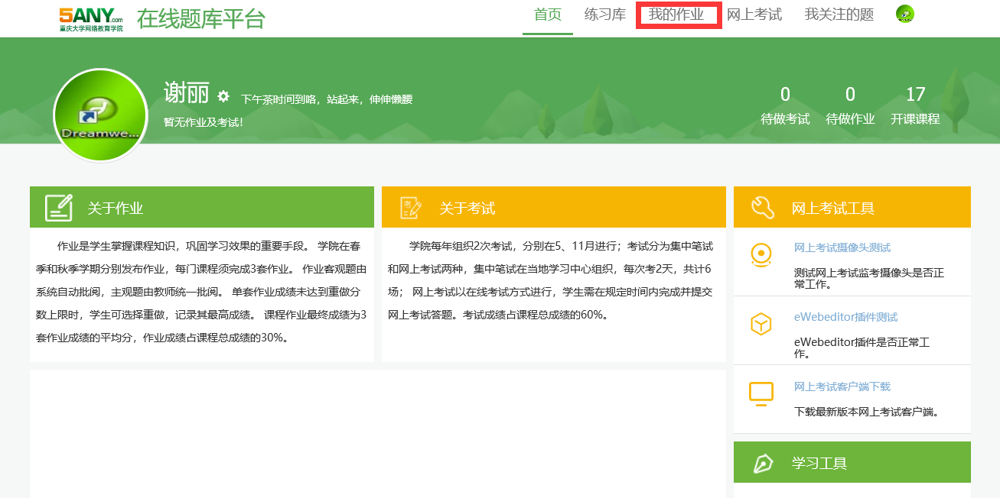 5ANY.com
重庆大学网络教育学院
在线题库平台
首页 练习库 我的作业 网上考试 我关注的题
Dreamwe...
谢丽
下午茶时间到咯，站起来，伸伸懒腰
暂无作业及考试！
0 0 17
待做考试 待做作业 开课课程
关于作业
作业是学生掌握课程知识，巩固学习效果的重要手段。 学院在春
季和秋季学期分别发布作业，每门课程须完成3套作业。 作业客观题由
系统自动批阅，主观题由教师统一批阅。 单套作业成绩未达到重做分
数上限时，学生可选择重做，记录其最高成绩。 课程作业最终成绩为3
套作业成绩的平均分，作业成绩占课程总成绩的30%。
关于考试
学院每年组织2次考试，分别在5、11月进行；考试分为集中笔试
和网上考试两种，集中笔试在当地学习中心组织，每次考2天，共计6
场； 网上考试以在线考试方式进行，学生需在规定时间内完成并提交
网上考试答题。考试成绩占课程总成绩的60%。
网上考试工具
网上考试摄像头测试
测试网上考试监考摄像头是否正
常工作。
eWebeditor插件测试
eWebeditor插件是否正常工
作。
网上考试客户端下载
下载最新版本网上考试客户端。
学习工具